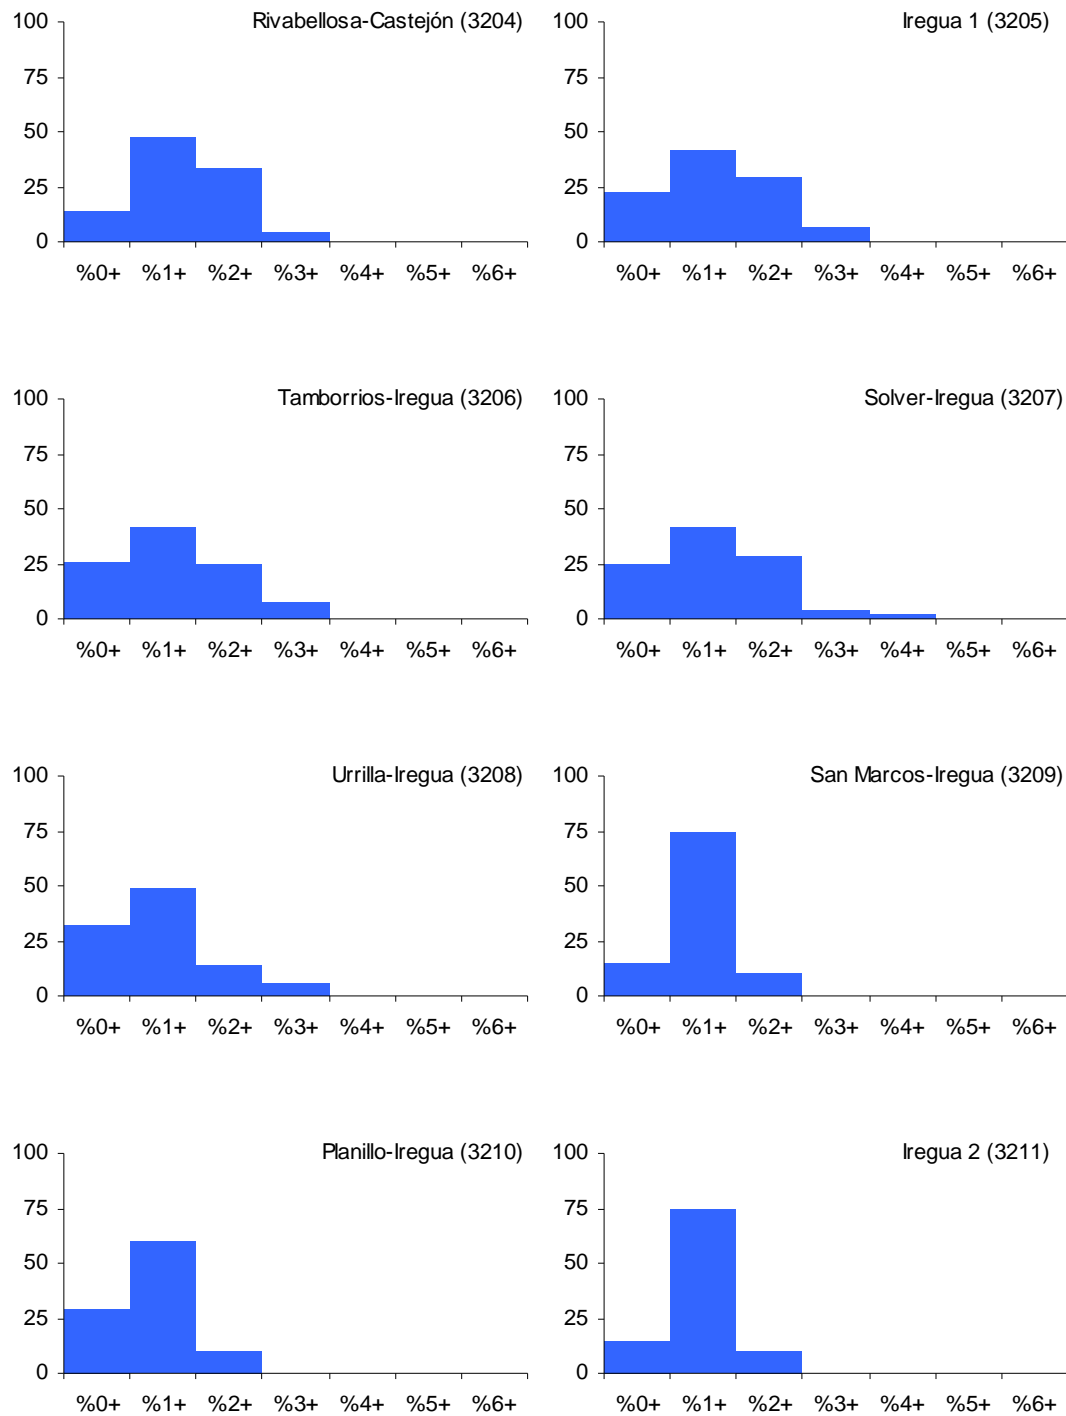 Rivabellosa-Castejón (3204)
100
75
50
25
0
%0+ %1+ %2+ %3+ %4+ %5+ %6+
Iregua 1 (3205)
100
75
50
25
0
%0+ %1+ %2+ %3+ %4+ %5+ %6+
Tamborrios-Iregua (3206)
100
75
50
25
0
%0+ %1+ %2+ %3+ %4+ %5+ %6+
Solver-Iregua (3207)
100
75
50
25
0
%0+ %1+ %2+ %3+ %4+ %5+ %6+
Urrilla-Iregua (3208)
100
75
50
25
0
%0+ %1+ %2+ %3+ %4+ %5+ %6+
San Marcos-Iregua (3209)
100
75
50
25
0
%0+ %1+ %2+ %3+ %4+ %5+ %6+
Planillo-Iregua (3210)
100
75
50
25
0
%0+ %1+ %2+ %3+ %4+ %5+ %6+
Iregua 2 (3211)
100
75
50
25
0
%0+ %1+ %2+ %3+ %4+ %5+ %6+